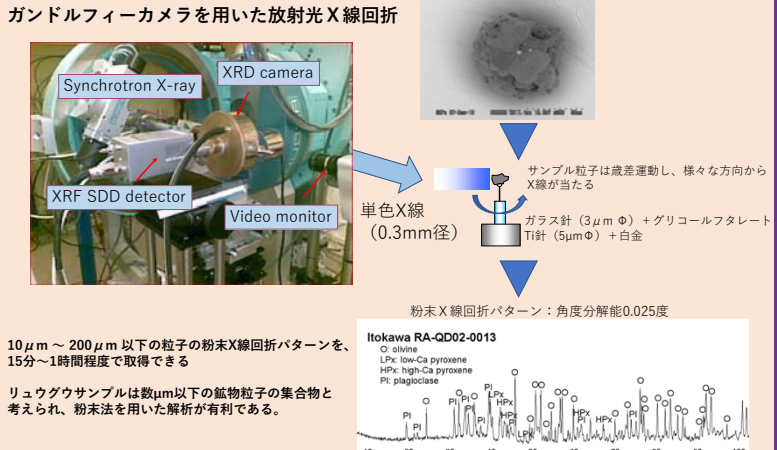 ガンドルフィーカメラを用いた放射光X線回折
Synchrotron X-ray
XRD camera
XRF SDD detector
Video monitor
サンプル粒子は歳差運動し、様々な方向から
X線が当たる
単色X線
（0.3mm径）
ガラス針（3μm Φ）＋グリコールフタレート
Ti針（5μmΦ）＋白金
粉末X線回折パターン：角度分解能0.025度
10μm ～ 200μm 以下の粒子の粉末X線回折パターンを、
15分～1時間程度で取得できる
リュウグウサンプルは数μm以下の鉱物粒子の集合物と
考えられ、粉末法を用いた解析が有利である。
Itokawa RA-QD02-0013
O: olivine
LPx: low-Ca pyroxene
HPx: high-Ca pyroxene
Pl: plagioclase